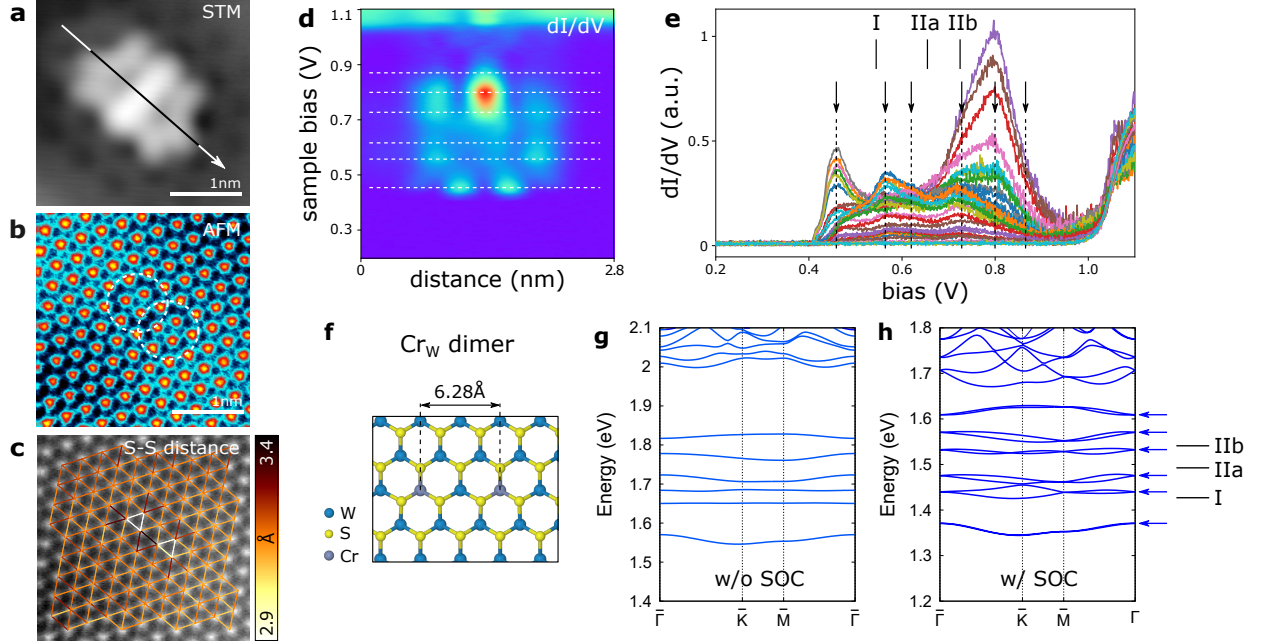 a
STM
1nm
b
AFM
1nm
c
S-S distance
3.4
Å
2.9
d
dI/dV
sample bias (V)
1.1
0.9
0.7
0.5
0.3
0
2.8
distance (nm)
e
I
IIa
IIb
dI/dV (a.u.)
1
0.5
0
0.2
0.4
0.6
0.8
1.0
bias (V)
f
Cr_W dimer
6.28Å
W
S
Cr
g
Energy (eV)
2.1
2
1.9
1.8
1.7
1.6
1.5
1.4
w/o SOC
Γ̄
K̄
M̄
Γ̄
h
Energy (eV)
1.8
1.7
1.6
1.5
1.4
1.3
1.2
w/ SOC
Γ̄
K̄
M̄
Γ
IIb
IIa
I